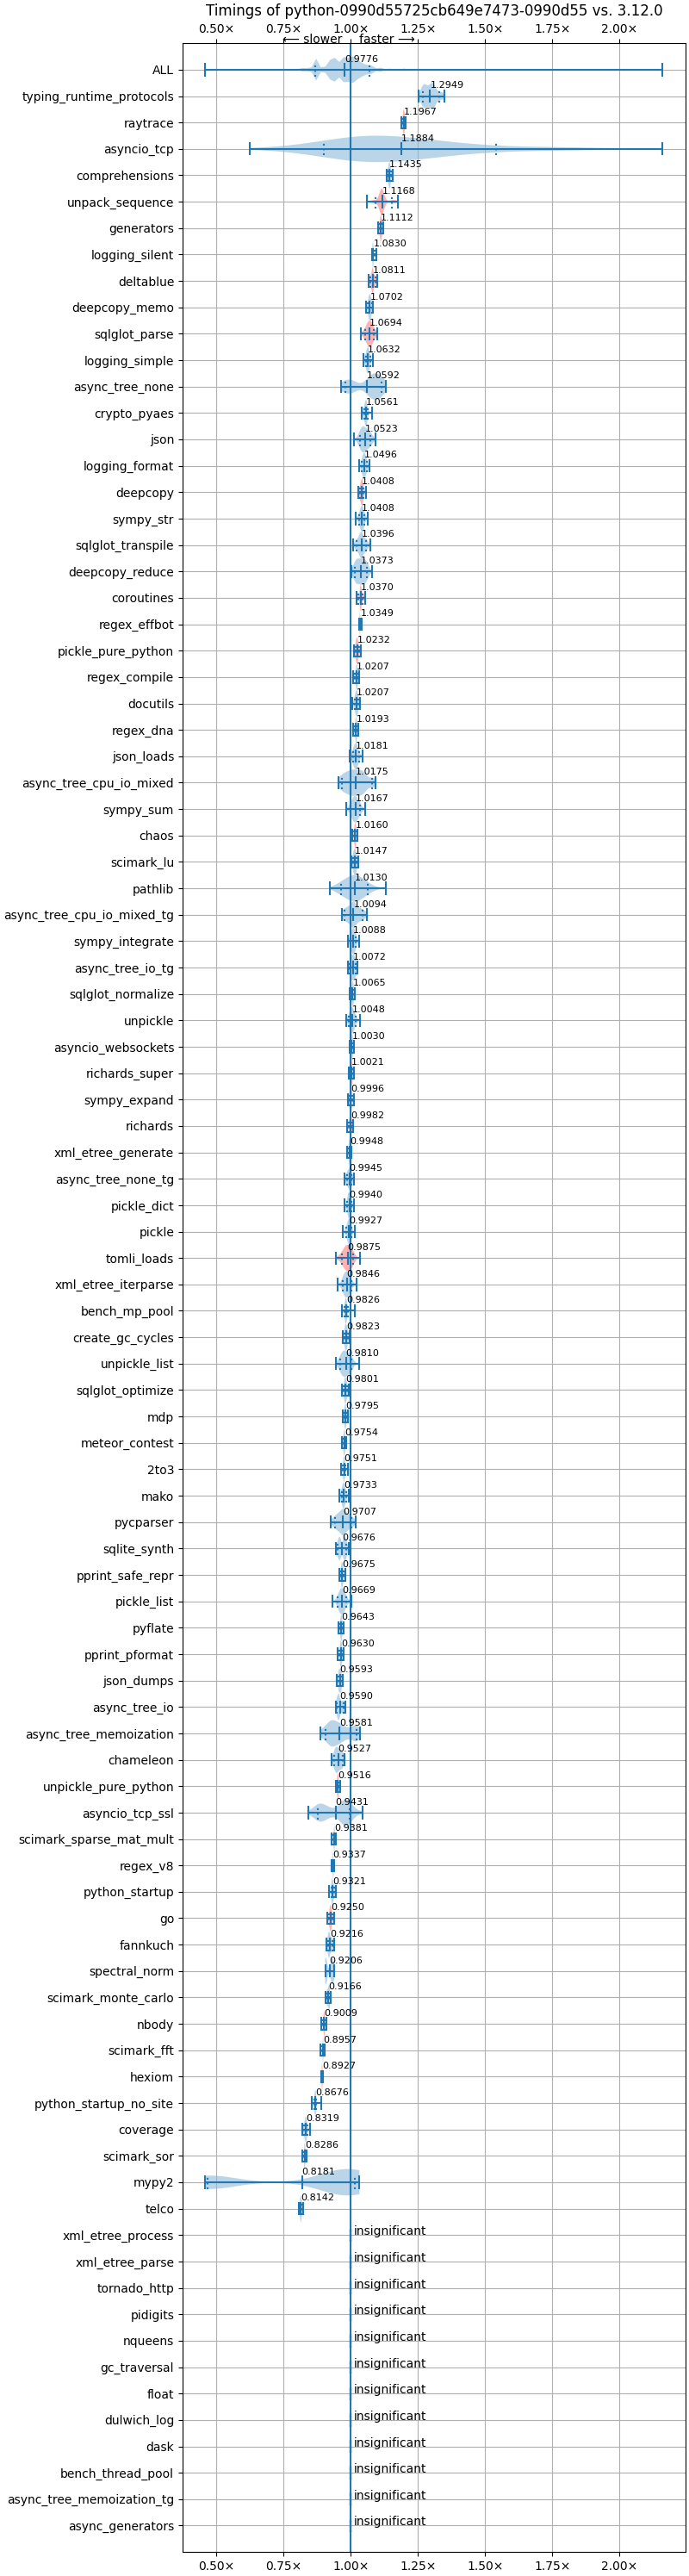 Timings of python-0990d55725cb649e7473-0990d55 vs. 3.12.0
0.50× 0.75× 1.00× 1.25× 1.50× 1.75× 2.00×
⟵ slower faster ⟶
ALL 0.9776
typing_runtime_protocols 1.2949
raytrace 1.1967
asyncio_tcp 1.1884
comprehensions 1.1435
unpack_sequence 1.1168
generators 1.1112
logging_silent 1.0830
deltablue 1.0811
deepcopy_memo 1.0702
sqlglot_parse 1.0694
logging_simple 1.0632
async_tree_none 1.0592
crypto_pyaes 1.0561
json 1.0523
logging_format 1.0496
deepcopy 1.0408
sympy_str 1.0408
sqlglot_transpile 1.0396
deepcopy_reduce 1.0373
coroutines 1.0370
regex_effbot 1.0349
pickle_pure_python 1.0232
regex_compile 1.0207
docutils 1.0207
regex_dna 1.0193
json_loads 1.0181
async_tree_cpu_io_mixed 1.0175
sympy_sum 1.0167
chaos 1.0160
scimark_lu 1.0147
pathlib 1.0130
async_tree_cpu_io_mixed_tg 1.0094
sympy_integrate 1.0088
async_tree_io_tg 1.0072
sqlglot_normalize 1.0065
unpickle 1.0048
asyncio_websockets 1.0030
richards_super 1.0021
sympy_expand 0.9996
richards 0.9982
xml_etree_generate 0.9948
async_tree_none_tg 0.9945
pickle_dict 0.9940
pickle 0.9927
tomli_loads 0.9875
xml_etree_iterparse 0.9846
bench_mp_pool 0.9826
create_gc_cycles 0.9823
unpickle_list 0.9810
sqlglot_optimize 0.9801
mdp 0.9795
meteor_contest 0.9754
2to3 0.9751
mako 0.9733
pycparser 0.9707
sqlite_synth 0.9676
pprint_safe_repr 0.9675
pickle_list 0.9669
pyflate 0.9643
pprint_pformat 0.9630
json_dumps 0.9593
async_tree_io 0.9590
async_tree_memoization 0.9581
chameleon 0.9527
unpickle_pure_python 0.9516
asyncio_tcp_ssl 0.9431
scimark_sparse_mat_mult 0.9381
regex_v8 0.9337
python_startup 0.9321
go 0.9250
fannkuch 0.9216
spectral_norm 0.9206
scimark_monte_carlo 0.9166
nbody 0.9009
scimark_fft 0.8957
hexiom 0.8927
python_startup_no_site 0.8676
coverage 0.8319
scimark_sor 0.8286
mypy2 0.8181
telco 0.8142
xml_etree_process insignificant
xml_etree_parse insignificant
tornado_http insignificant
pidigits insignificant
nqueens insignificant
gc_traversal insignificant
float insignificant
dulwich_log insignificant
dask insignificant
bench_thread_pool insignificant
async_tree_memoization_tg insignificant
async_generators insignificant
0.50× 0.75× 1.00× 1.25× 1.50× 1.75× 2.00×